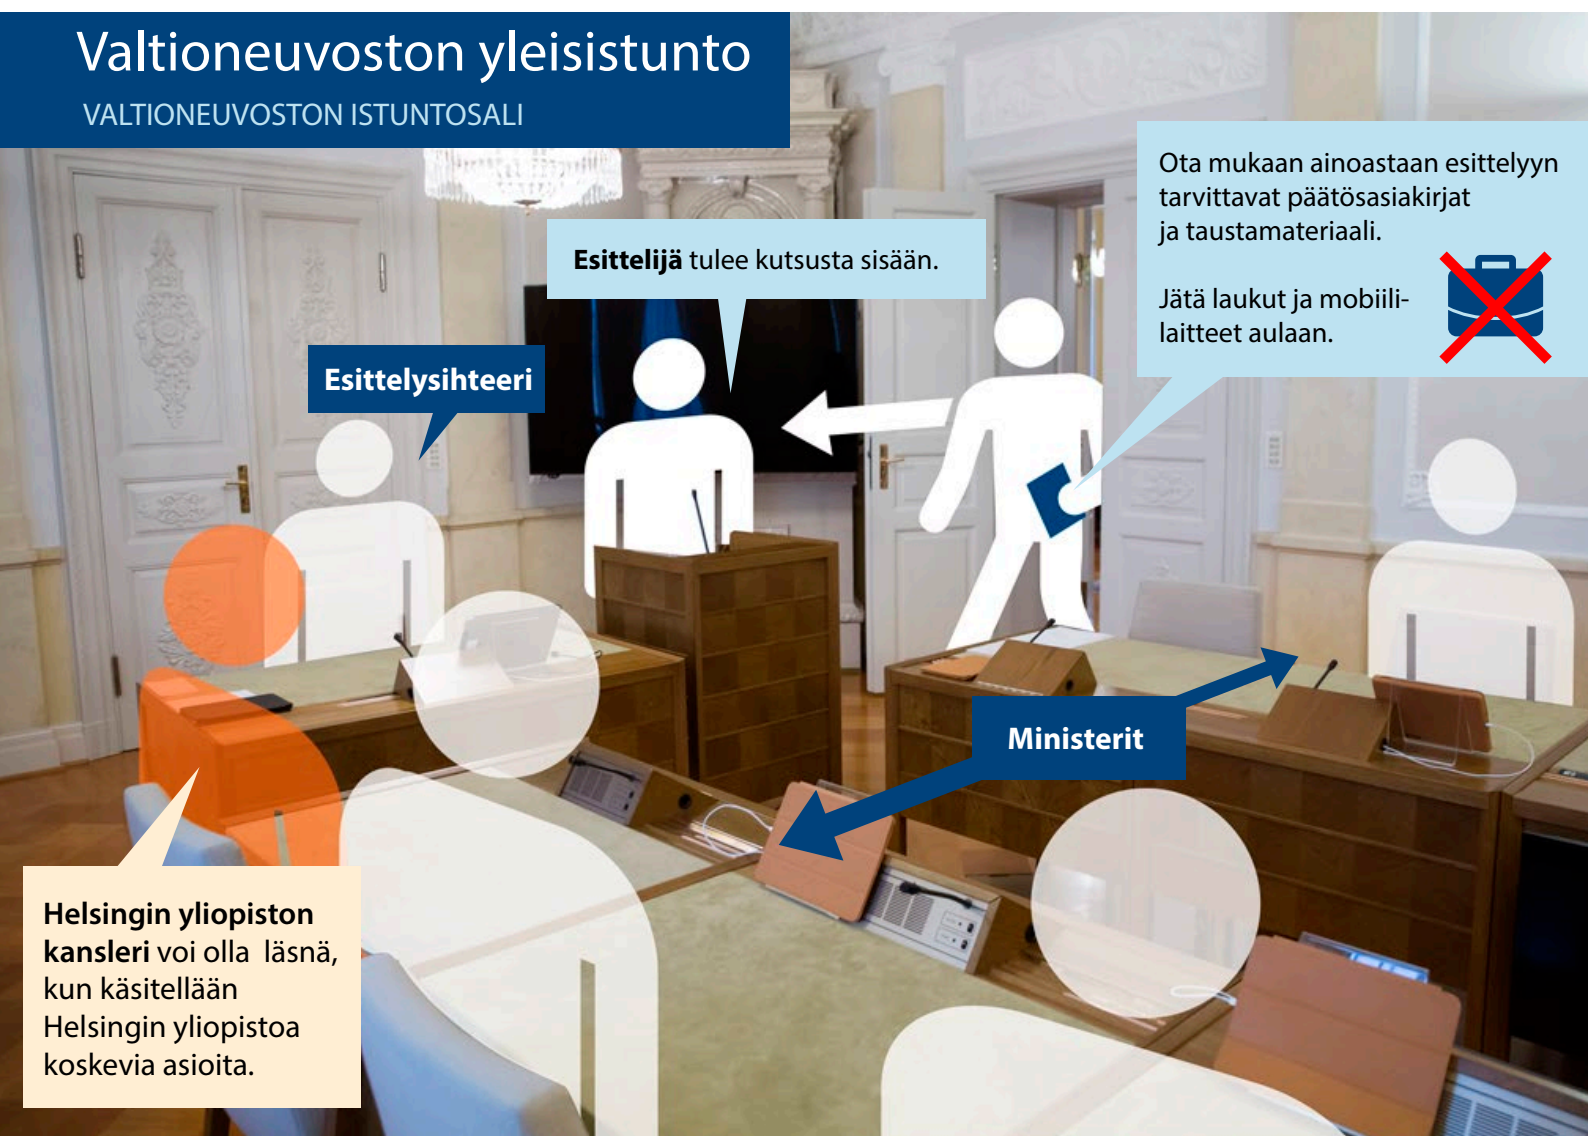 Valtioneuvoston yleisistunto
VALTIONEUVOSTON ISTUNTOSALI
Ota mukaan ainoastaan esittelyyn
tarvittavat päätösasiakirjat
ja taustamateriaali.
Jätä laukut ja mobiili-
laitteet aulaan.
Esittelijä tulee kutsusta sisään.
Esittelysihteeri
Ministerit
Helsingin yliopiston
kansleri voi olla läsnä,
kun käsitellään
Helsingin yliopistoa
koskevia asioita.